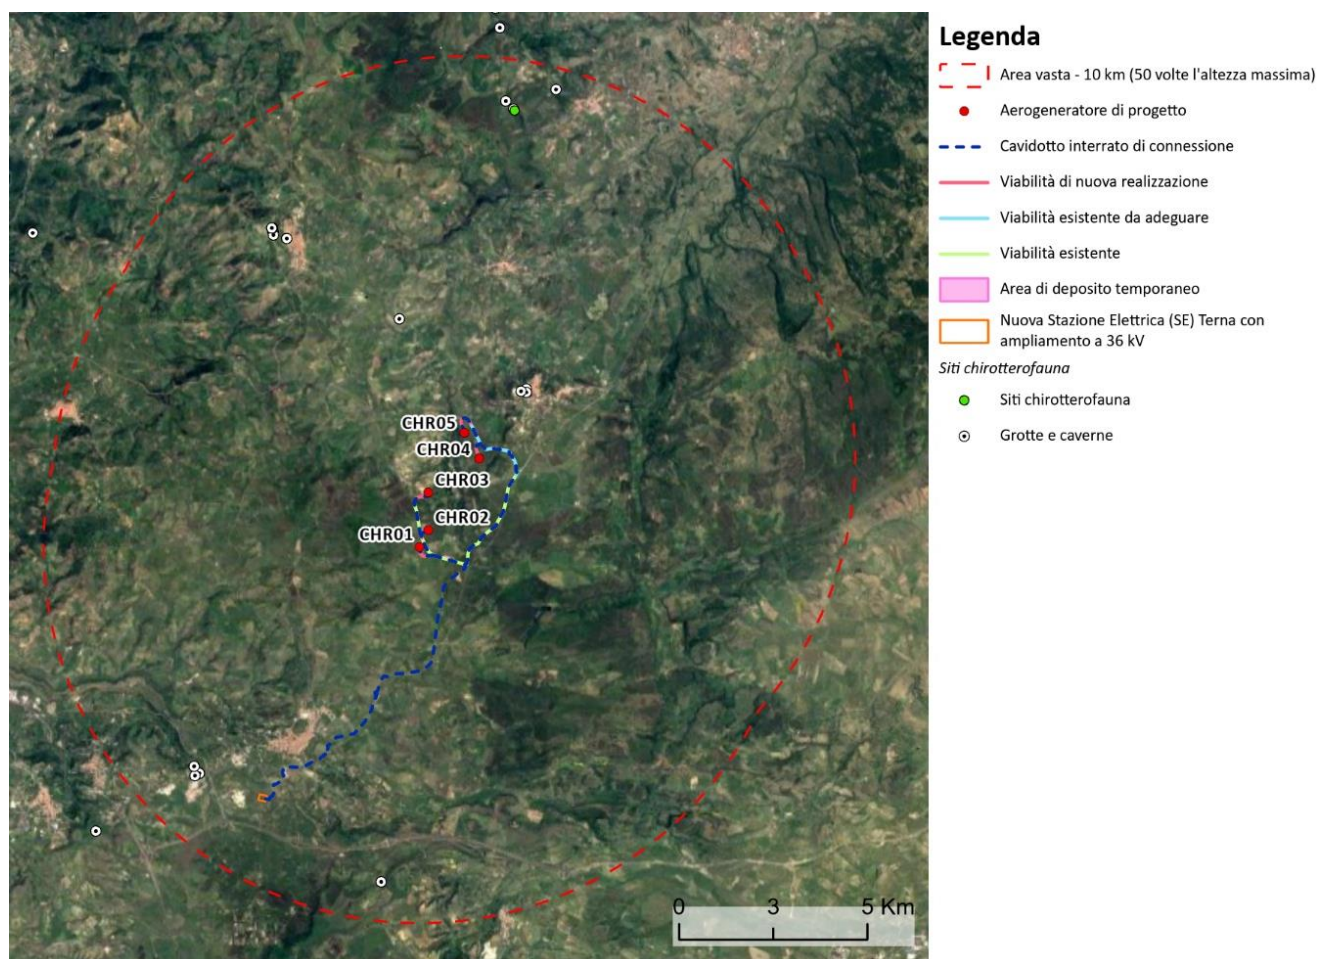 Legenda
Area vasta - 10 km (50 volte l'altezza massima)
Aerogeneratore di progetto
Cavidotto interrato di connessione
Viabilità di nuova realizzazione
Viabilità esistente da adeguare
Viabilità esistente
Area di deposito temporaneo
Nuova Stazione Elettrica (SE) Terna con
ampliamento a 36 kV
Siti chirotterofauna
Siti chirotterofauna
Grotte e caverne
CHR05
CHR04
CHR03
CHR02
CHR01
0 3 5 Km